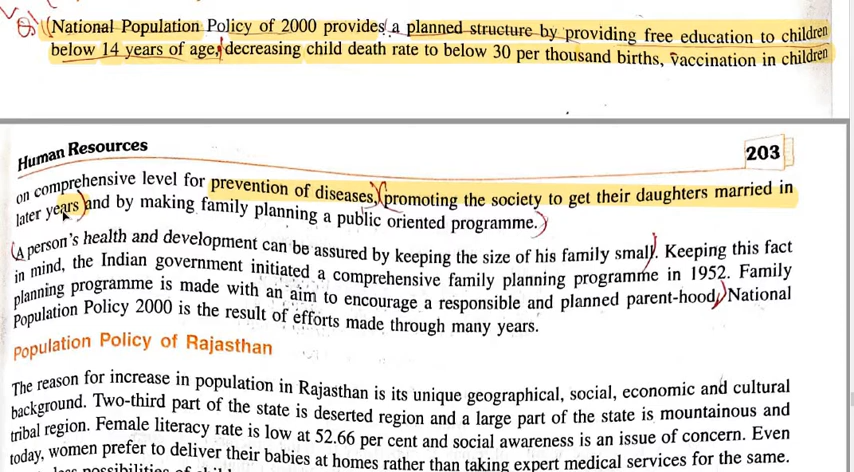 (National Population Policy of 2000 provides a planned structure by providing free education to children
below 14 years of age, decreasing child death rate to below 30 per thousand births, vaccination in children
Human Resources
203
on comprehensive level for prevention of diseases, promoting the society to get their daughters married in
later years and by making family planning a public oriented programme.
A person's health and development can be assured by keeping the size of his family small. Keeping this fact
in mind, the Indian government initiated a comprehensive family planning programme in 1952. Family
planning programme is made with an aim to encourage a responsible and planned parent-hood, National
Population Policy 2000 is the result of efforts made through many years.
Population Policy of Rajasthan
The reason for increase in population in Rajasthan is its unique geographical, social, economic and cultural
background. Two-third part of the state is deserted region and a large part of the state is mountainous and
tribal region. Female literacy rate is low at 52.66 per cent and social awareness is an issue of concern. Even
today, women prefer to deliver their babies at homes rather than taking expert medical services for the same.